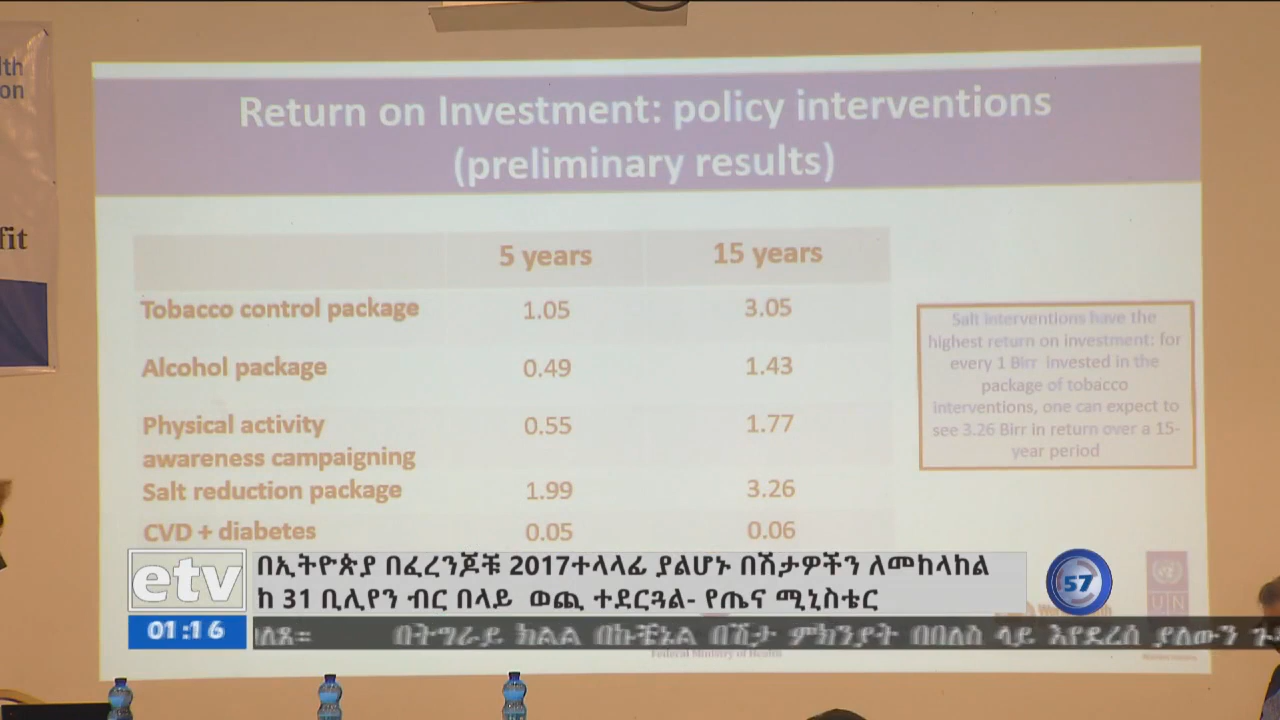 lth
on
fit
Return on Investment: policy interventions
(preliminary results)
5 years 15 years
Tobacco control package 1.05 3.05
Alcohol package 0.49 1.43
Physical activity
awareness campaigning 0.55 1.77
Salt reduction package 1.99 3.26
CVD + diabetes 0.05 0.06
Salt interventions have the
highest return on investment: for
every 1 Birr invested in the
package of tobacco
interventions, one can expect to
see 3.26 Birr in return over a 15-
year period
etv
በኢትዮጵያ በፈረንጆቹ 2017ተላላፊ ያልሆኑ በሽታዎችን ለመከላከል
ከ 31 ቢሊየን ብር በላይ ወጪ ተደርጓል- የጤና ሚኒስቴር
57
01:16
በትግራይ ክልል በኩቺኔል በሽታ ምክንያት በበለስ ላይ እየደረሰ ያለውን
Federal Ministry of Health
U N